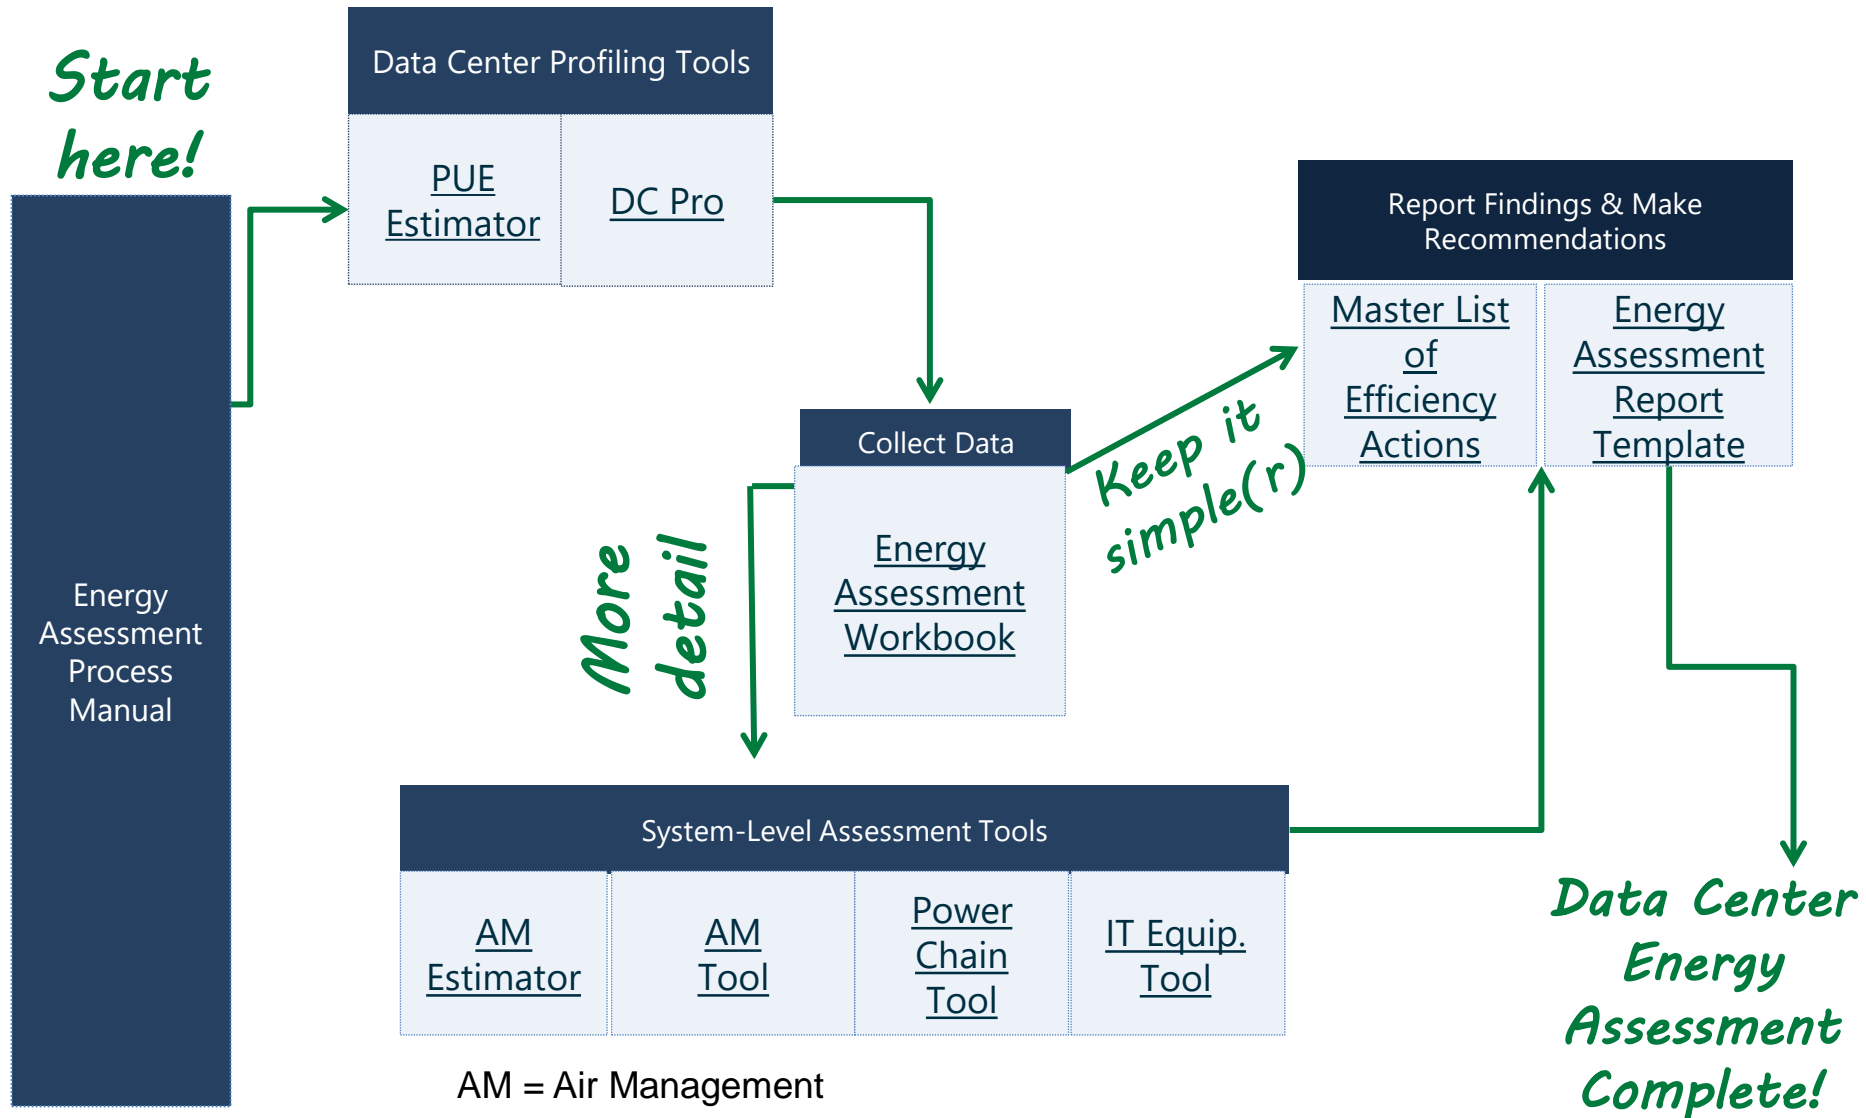 Start
here!
Energy
Assessment
Process
Manual
Data Center Profiling Tools
PUE
Estimator
DC Pro
Collect Data
Energy
Assessment
Workbook
More
detail
Keep it
simple(r)
System-Level Assessment Tools
AM
Estimator
AM
Tool
Power
Chain
Tool
IT Equip.
Tool
AM = Air Management
Report Findings & Make
Recommendations
Master List
of
Efficiency
Actions
Energy
Assessment
Report
Template
Data Center
Energy
Assessment
Complete!